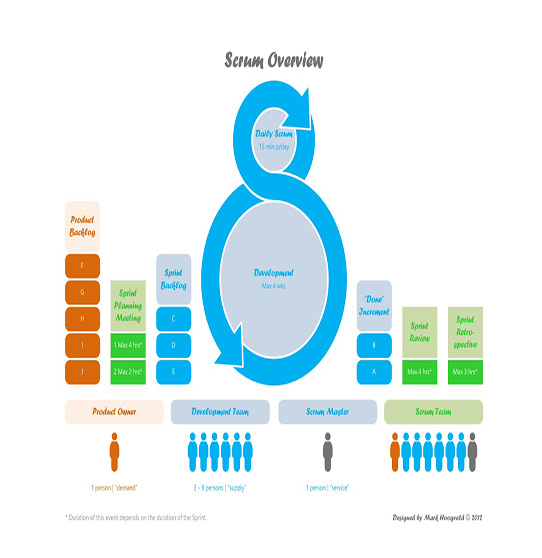 Scrum Overview
Daily Scrum
15 min p/day
Product
Backlog
F
G
H
I
J
Sprint
Planning
Meeting
1 Max 4 hrs*
2 Max 2 hrs*
Sprint
Backlog
C
D
E
Development
Max 4 wks
"Done"
Increment
B
A
Sprint
Review
Max 4 hrs*
Sprint
Retro-
spective
Max 3 hrs*
Product Owner
Development Team
Scrum Master
Scrum Team
1 person | "demand"
3 - 9 persons | "supply"
1 person | "service"
* Duration of this event depends on the duration of the Sprint
Designed by Mark Hoogveld © 2012